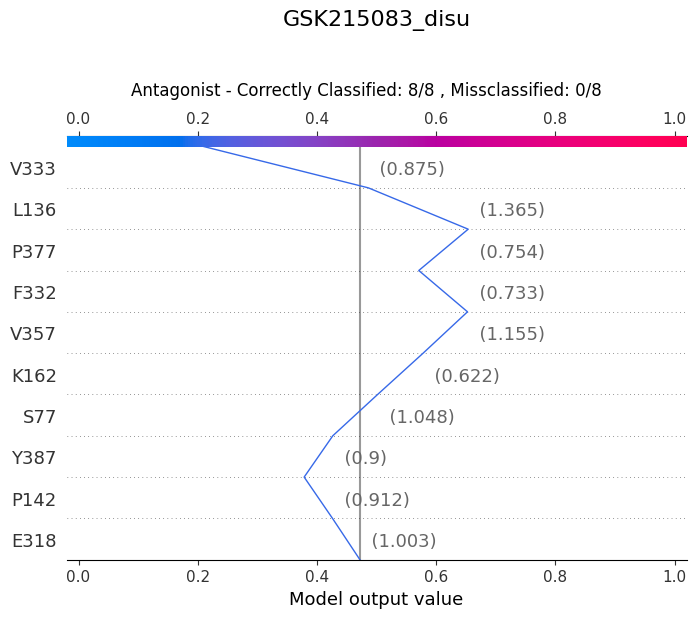 GSK215083_disu
Antagonist - Correctly Classified: 8/8 , Missclassified: 0/8
0.0 0.2 0.4 0.6 0.8 1.0
V333 (0.875)
L136 (1.365)
P377 (0.754)
F332 (0.733)
V357 (1.155)
K162 (0.622)
S77 (1.048)
Y387 (0.9)
P142 (0.912)
E318 (1.003)
0.0 0.2 0.4 0.6 0.8 1.0
Model output value